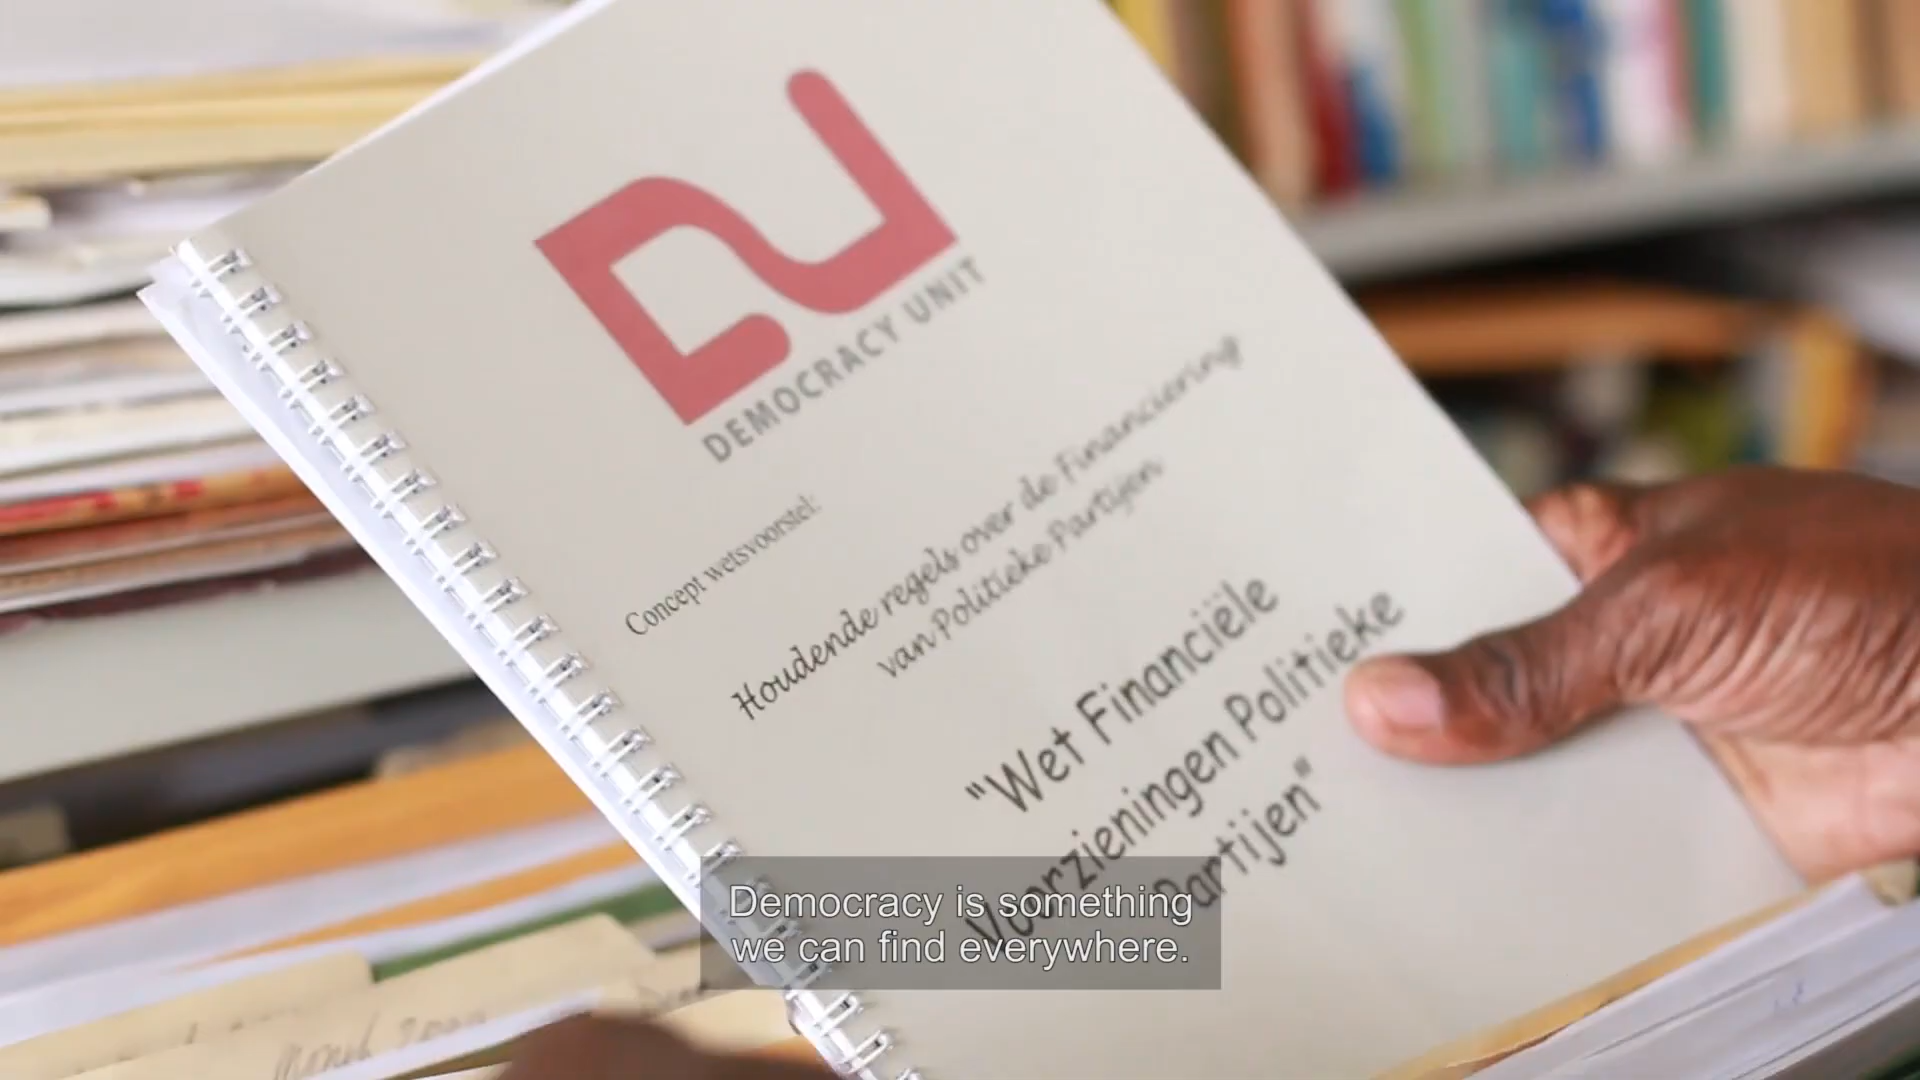 DEMOCRACY UNIT
Concept wetsvoorstel:
Houdende regels over de Financiering
van Politieke Partijen
"Wet Financiële
Voorzieningen Politieke
Partijen"
Democracy is something
we can find everywhere.